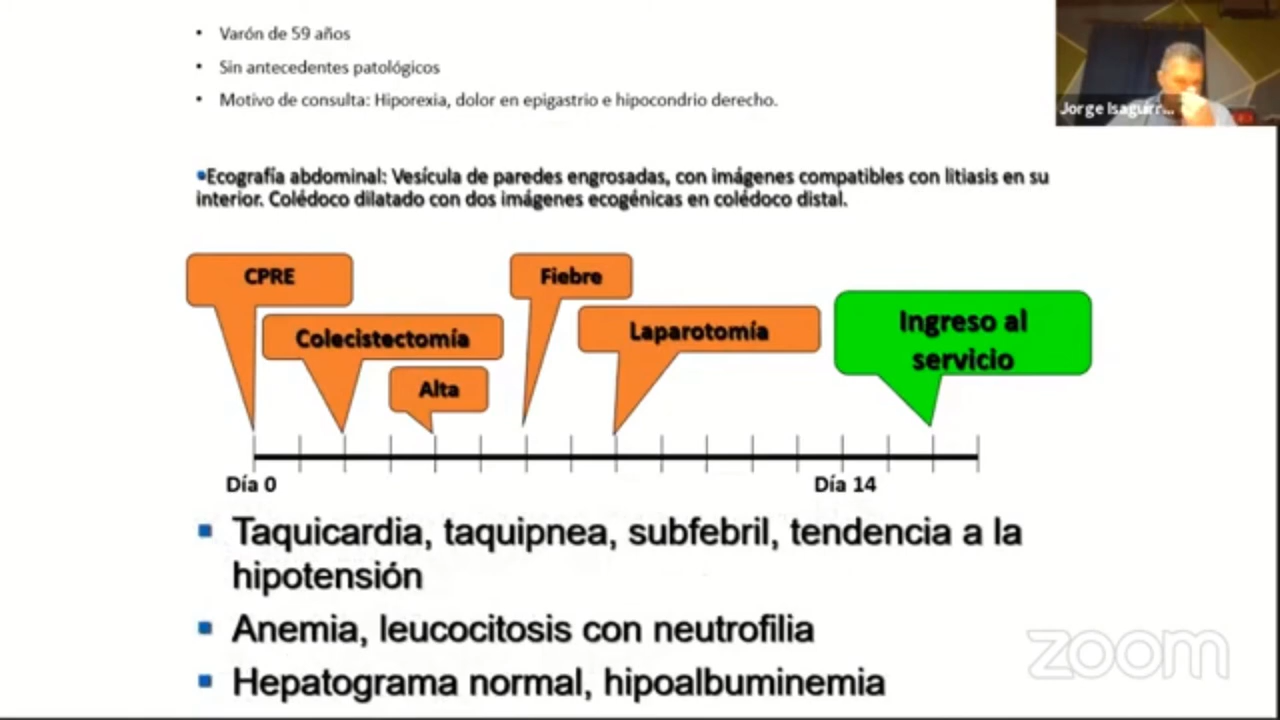 Varón de 59 años
Sin antecedentes patológicos
Motivo de consulta: Hiporexia, dolor en epigastrio e hipocondrio derecho.
Jorge Isaguirr...
Ecografía abdominal: Vesícula de paredes engrosadas, con imágenes compatibles con litiasis en su
interior. Colédoco dilatado con dos imágenes ecogénicas en colédoco distal.
CPRE
Colecistectomía
Alta
Fiebre
Laparotomía
Ingreso al
servicio
Día 0
Día 14
Taquicardia, taquipnea, subfebril, tendencia a la
hipotensión
Anemia, leucocitosis con neutrofilia
Hepatograma normal, hipoalbuminemia
zoom